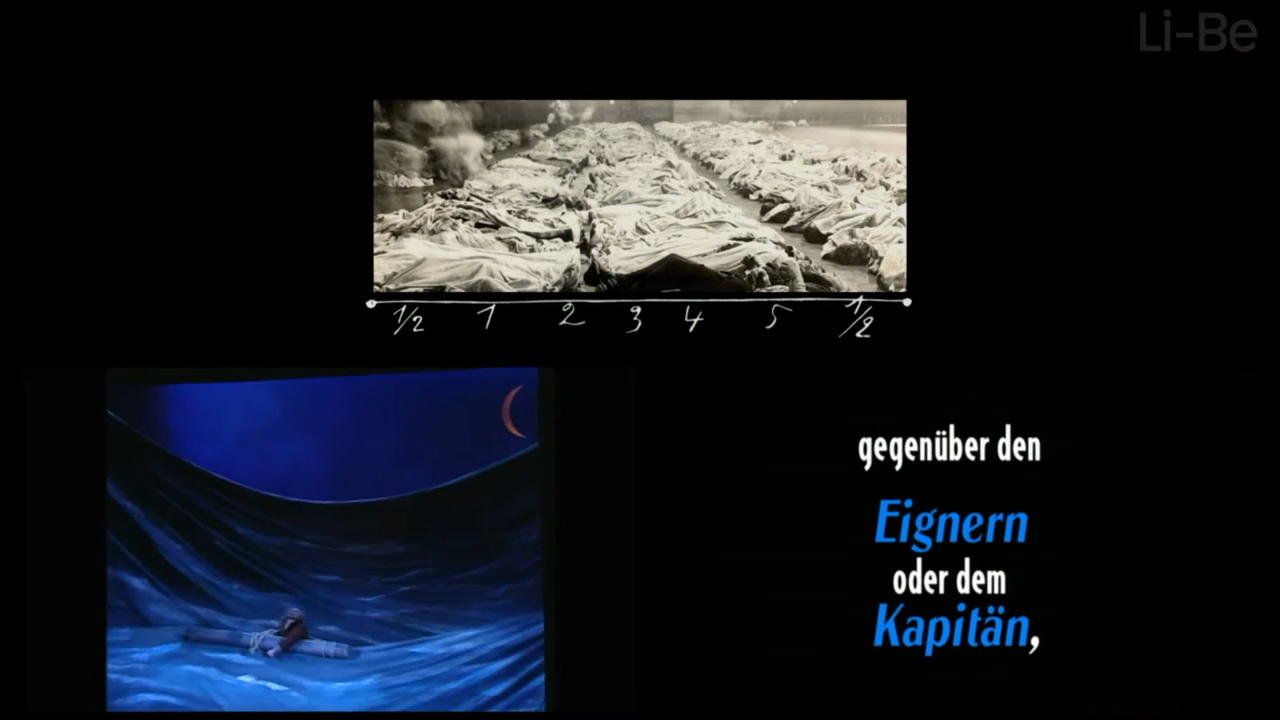 Li-Be
1/2 1 2 3 4 5 1/2
gegenüber den
Eignern
oder dem
Kapitän,